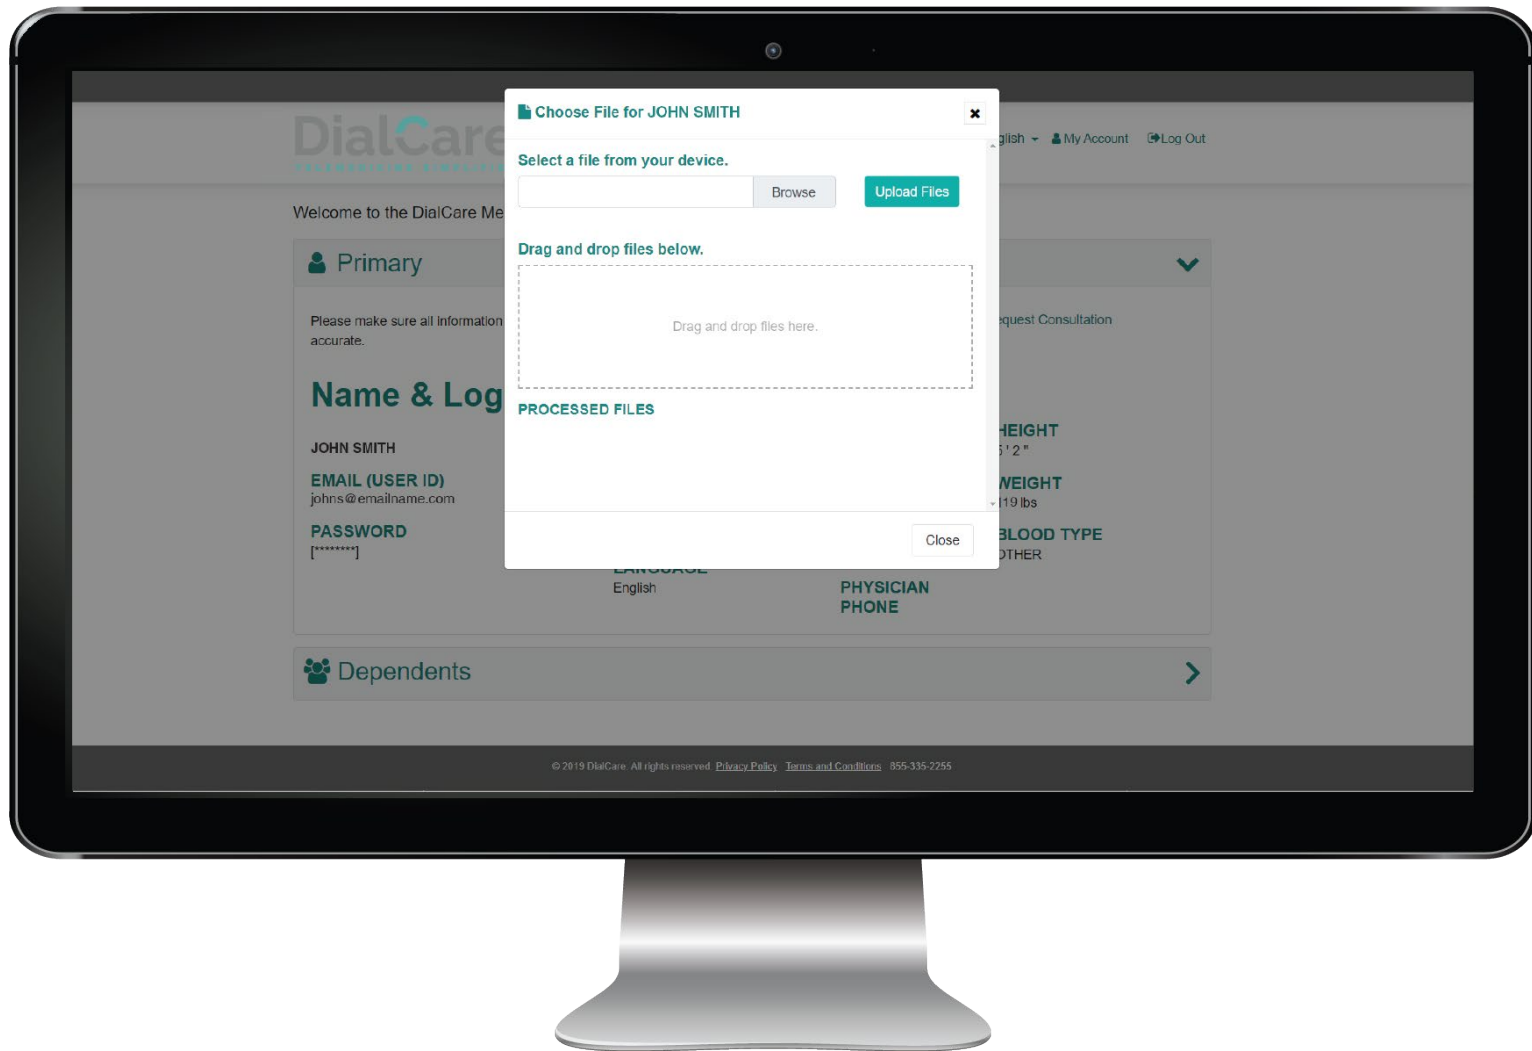 Choose File for JOHN SMITH
DialCare
glish My Account Log Out
Select a file from your device.
Browse Upload Files
Welcome to the DialCare Me
Drag and drop files below.
Primary
Please make sure all information
accurate.
Drag and drop files here.
quest Consultation
Name & Log
PROCESSED FILES
JOHN SMITH
HEIGHT
' 2 "
EMAIL (USER ID)
johns@emailname.com
WEIGHT
119 lbs
PASSWORD
[********]
Close
BLOOD TYPE
OTHER
LANGUAGE
English
PHYSICIAN
PHONE
Dependents
© 2019 DialCare. All rights reserved. Privacy Policy Terms and Conditions 855-335-2255